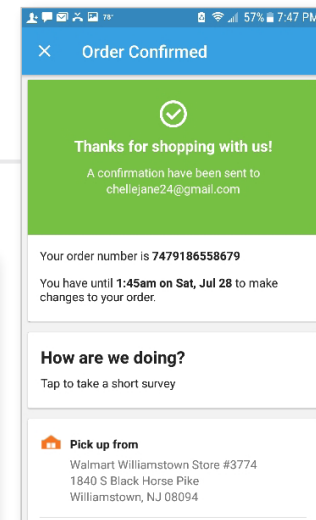 78°
57% 7:47 PM
Order Confirmed
Thanks for shopping with us!
A confirmation have been sent to
chellejane24@gmail.com
Your order number is 7479186558679
You have until 1:45am on Sat, Jul 28 to make
changes to your order.
How are we doing?
Tap to take a short survey
Pick up from
Walmart Williamstown Store #3774
1840 S Black Horse Pike
Williamstown, NJ 08094